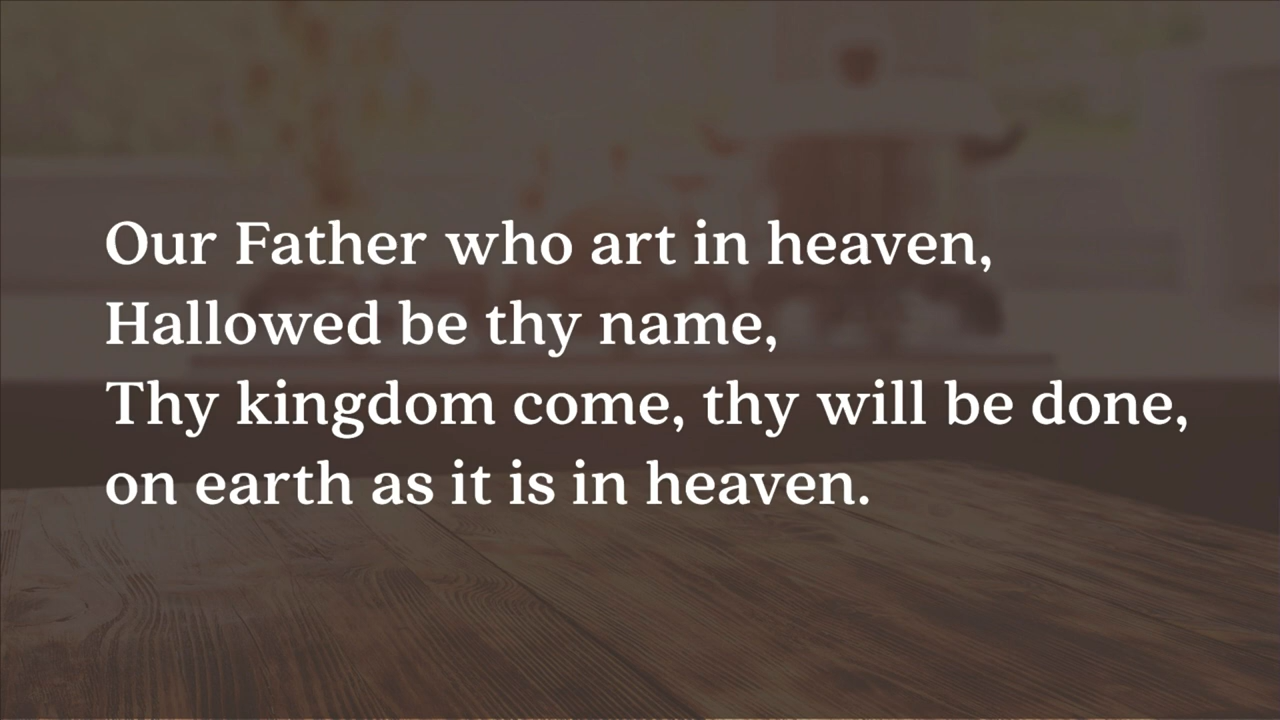 Our Father who art in heaven,
Hallowed be thy name,
Thy kingdom come, thy will be done,
on earth as it is in heaven.